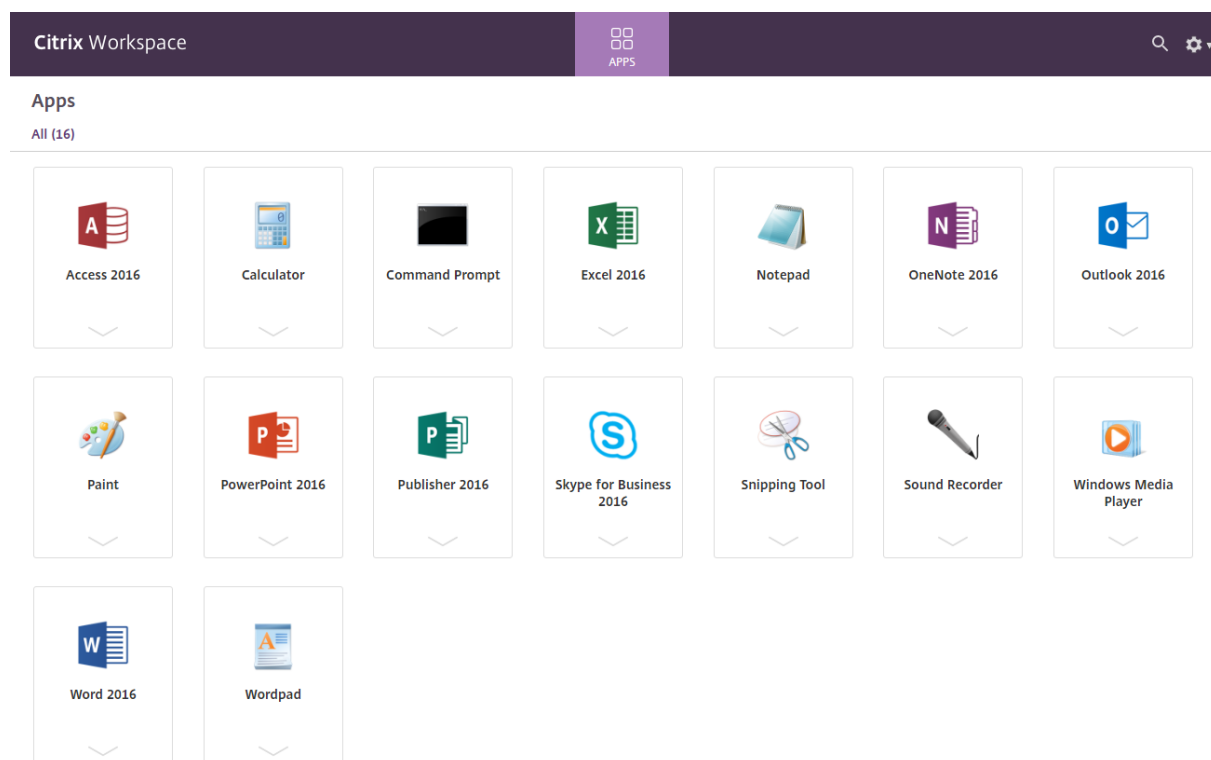 Citrix Workspace
APPS
Apps
All (16)
Access 2016
Calculator
Command Prompt
Excel 2016
Notepad
OneNote 2016
Outlook 2016
Paint
PowerPoint 2016
Publisher 2016
Skype for Business
2016
Snipping Tool
Sound Recorder
Windows Media
Player
Word 2016
Wordpad